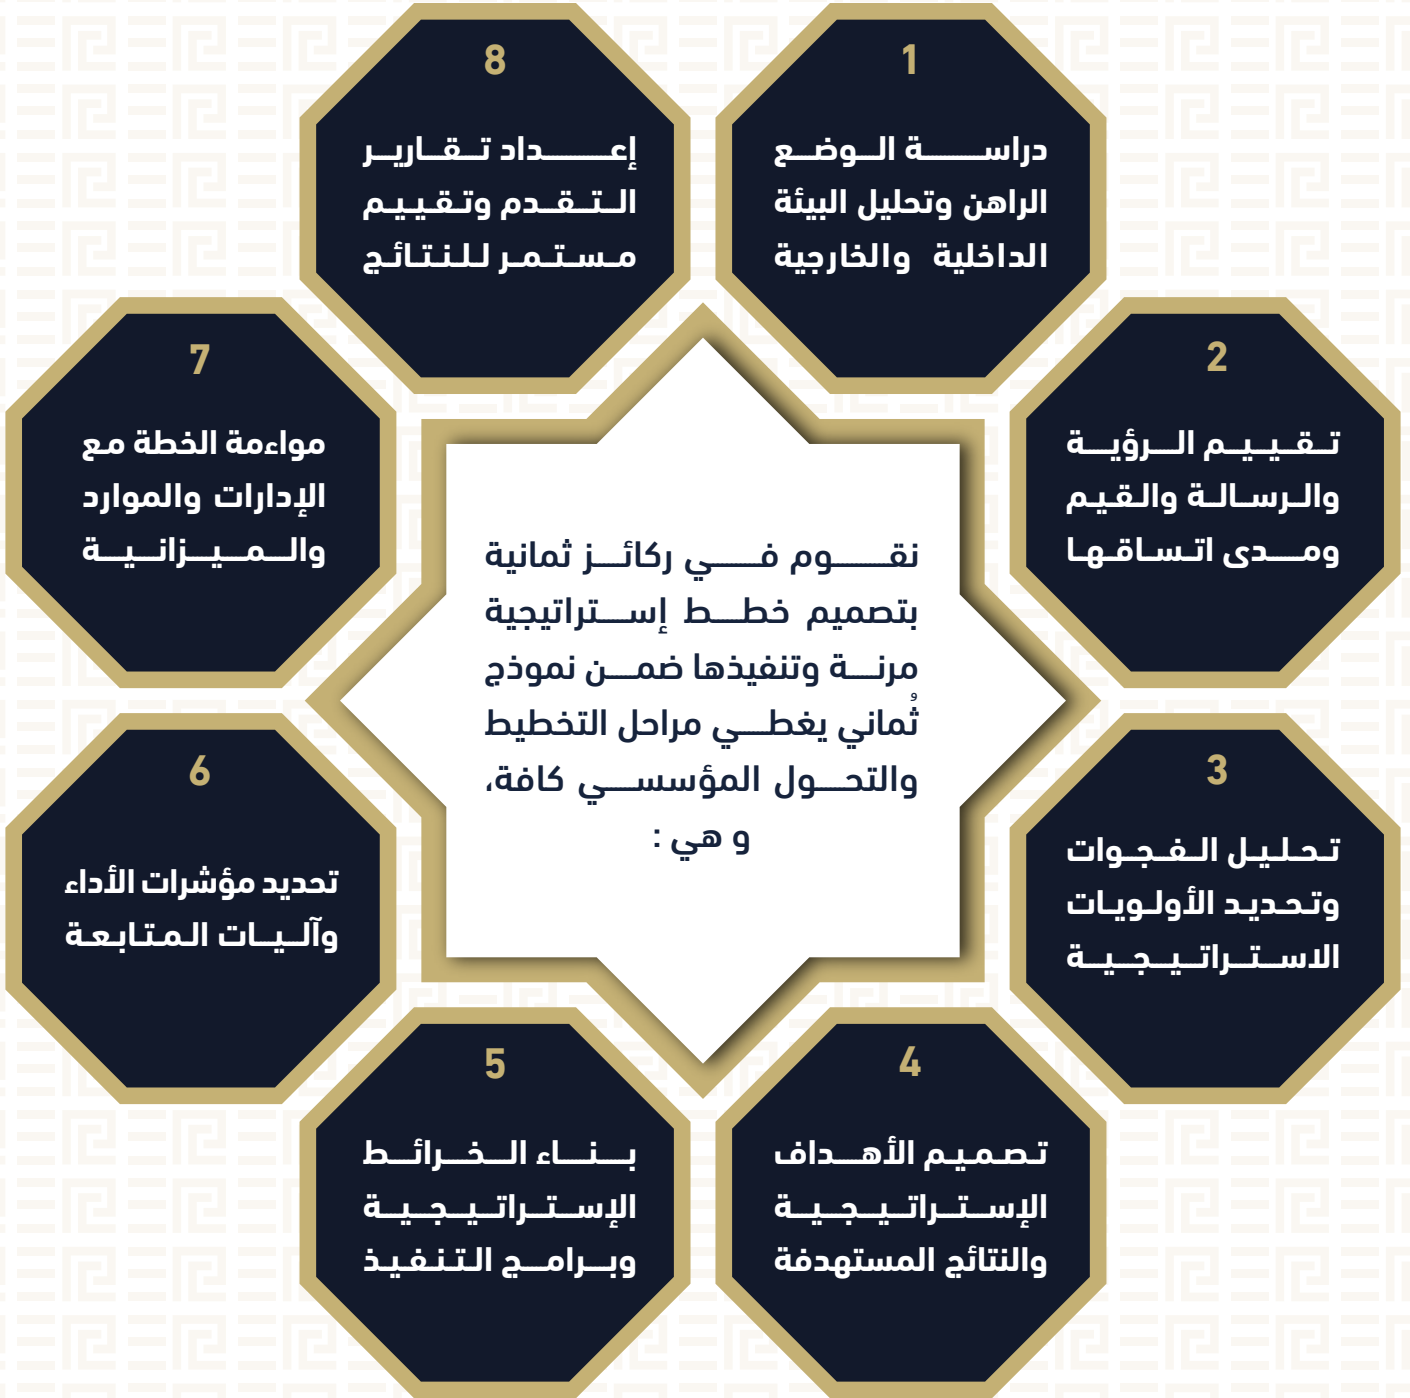 نقوم في ركائز ثمانية
بتصميم خطط إستراتيجية
مرنة وتنفيذها ضمن نموذج
ثُماني يغطي مراحل التخطيط
والتحول المؤسسي كافة،
و هي :
1
دراسة الوضع
الراهن وتحليل البيئة
الداخلية والخارجية
2
تقييم الرؤية
والرسالة والقيم
ومدى اتساقها
3
تحليل الفجوات
وتحديد الأولويات
الاستراتيجية
4
تصميم الأهداف
الإستراتيجية
والنتائج المستهدفة
5
بناء الخرائط
الإستراتيجية
وبرامج التنفيذ
6
تحديد مؤشرات الأداء
وآليات المتابعة
7
مواءمة الخطة مع
الإدارات والموارد
والميزانية
8
إعداد تقارير
التقدم وتقييم
مستمر للنتائج